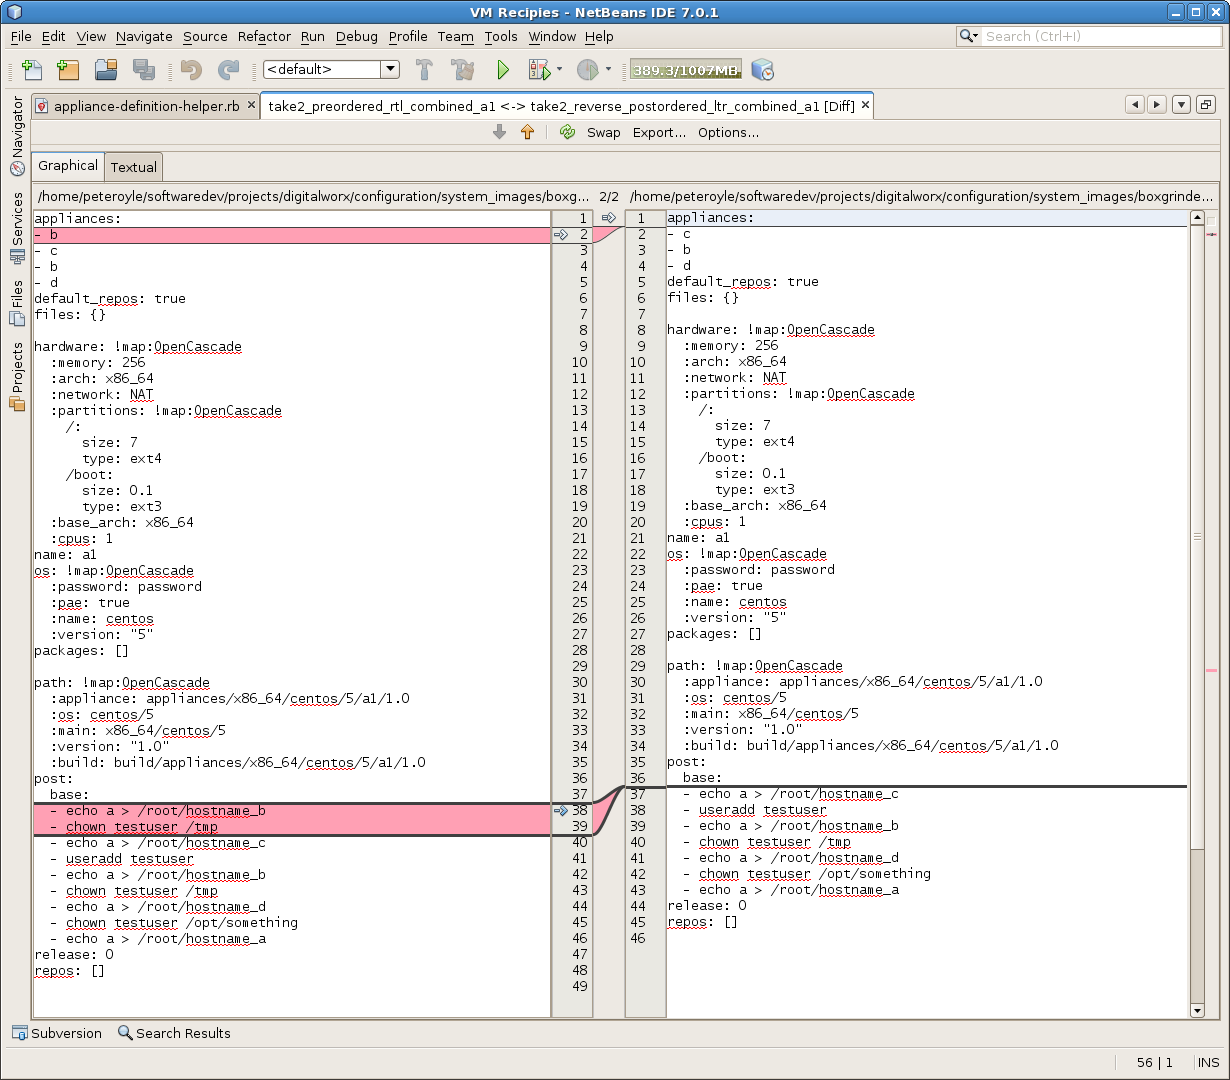 VM Recipies - NetBeans IDE 7.0.1
File Edit View Navigate Source Refactor Run Debug Profile Team Tools Window Help
Search (Ctrl+I)
<default>
389.3/1007MB
Navigator
Services
Files
Projects
appliance-definition-helper.rb
take2_preordered_rtl_combined_a1 <-> take2_reverse_postordered_ltr_combined_a1 [Diff]
Swap Export... Options...
Graphical Textual
/home/peteroyle/softwaredev/projects/digitalworx/configuration/system_images/boxg... 2/2 /home/peteroyle/softwaredev/projects/digitalworx/configuration/system_images/boxgrinde...
appliances: 1
- b 2
- c 3
- b 4
- d 5
default_repos: true 6
files: {} 7
8
hardware: !map:OpenCascade 9
:memory: 256 10
:arch: x86_64 11
:network: NAT 12
:partitions: !map:OpenCascade 13
/: 14
size: 7 15
type: ext4 16
/boot: 17
size: 0.1 18
type: ext3 19
:base_arch: x86_64 20
:cpus: 1 21
name: a1 22
os: !map:OpenCascade 23
:password: password 24
:pae: true 25
:name: centos 26
:version: "5" 27
packages: [] 28
29
path: !map:OpenCascade 30
:appliance: appliances/x86_64/centos/5/a1/1.0 31
:os: centos/5 32
:main: x86_64/centos/5 33
:version: "1.0" 34
:build: build/appliances/x86_64/centos/5/a1/1.0 35
post: 36
base: 37
- echo a > /root/hostname_b 38
- chown testuser /tmp 39
- echo a > /root/hostname_c 40
- useradd testuser 41
- echo a > /root/hostname_b 42
- chown testuser /tmp 43
- echo a > /root/hostname_d 44
- chown testuser /opt/something 45
- echo a > /root/hostname_a 46
release: 0 47
repos: [] 48
49
1 appliances:
2 - c
3 - b
4 - d
5 default_repos: true
6 files: {}
7
8 hardware: !map:OpenCascade
9 :memory: 256
10 :arch: x86_64
11 :network: NAT
12 :partitions: !map:OpenCascade
13 /:
14 size: 7
15 type: ext4
16 /boot:
17 size: 0.1
18 type: ext3
19 :base_arch: x86_64
20 :cpus: 1
21 name: a1
22 os: !map:OpenCascade
23 :password: password
24 :pae: true
25 :name: centos
26 :version: "5"
27 packages: []
28
29 path: !map:OpenCascade
30 :appliance: appliances/x86_64/centos/5/a1/1.0
31 :os: centos/5
32 :main: x86_64/centos/5
33 :version: "1.0"
34 :build: build/appliances/x86_64/centos/5/a1/1.0
35 post:
36 base:
37 - echo a > /root/hostname_c
38 - useradd testuser
39 - echo a > /root/hostname_b
40 - chown testuser /tmp
41 - echo a > /root/hostname_d
42 - chown testuser /opt/something
43 - echo a > /root/hostname_a
44 release: 0
45 repos: []
46
Subversion Search Results
56 | 1 INS